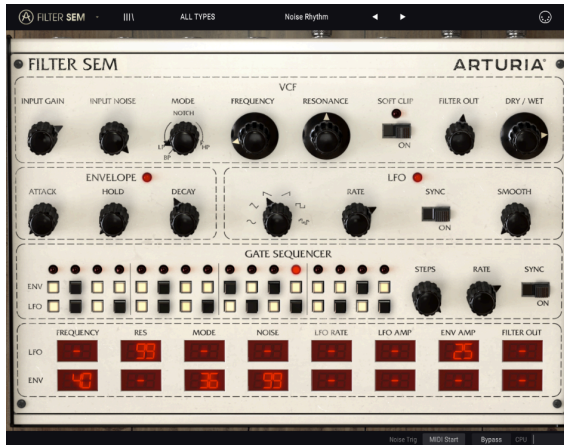 FILTER SEM
ALL TYPES
Noise Rhythm
FILTER SEM
ARTURIA
VCF
INPUT GAIN INPUT NOISE MODE FREQUENCY RESONANCE SOFT CLIP FILTER OUT DRY / WET
NOTCH
LP HP
BP
ON
ENVELOPE LFO
ATTACK HOLD DECAY RATE SYNC SMOOTH
ON
GATE SEQUENCER
STEPS RATE SYNC
ENV
LFO
ON
FREQUENCY RES MODE NOISE LFO RATE LFO AMP ENV AMP FILTER OUT
LFO - 99 - - - - 25 -
ENV 40 - 36 99 - - - -
Noise Trig MIDI Start Bypass CPU